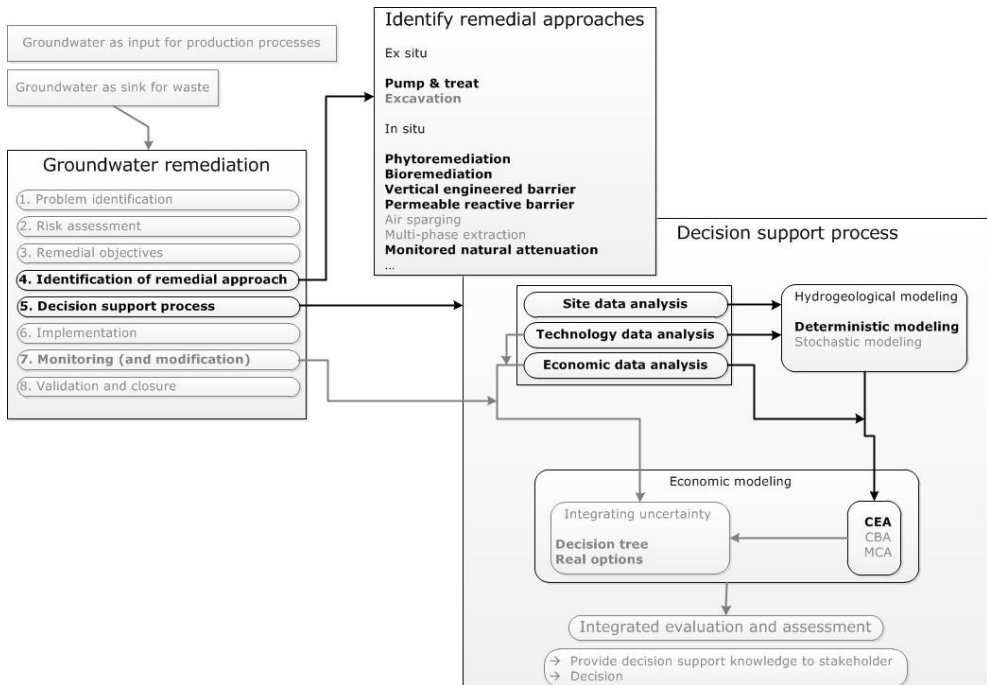 Groundwater as input for production processes
Groundwater as sink for waste
Groundwater remediation
1. Problem identification
2. Risk assessment
3. Remedial objectives
4. Identification of remedial approach
5. Decision support process
6. Implementation
7. Monitoring (and modification)
8. Validation and closure
Identify remedial approaches
Ex situ
Pump & treat
Excavation
In situ
Phytoremediation
Bioremediation
Vertical engineered barrier
Permeable reactive barrier
Air sparging
Multi-phase extraction
Monitored natural attenuation
...
Decision support process
Site data analysis
Technology data analysis
Economic data analysis
Hydrogeological modeling
Deterministic modeling
Stochastic modeling
Economic modeling
Integrating uncertainty
Decision tree
Real options
CEA
CBA
MCA
Integrated evaluation and assessment
→ Provide decision support knowledge to stakeholder
→ Decision